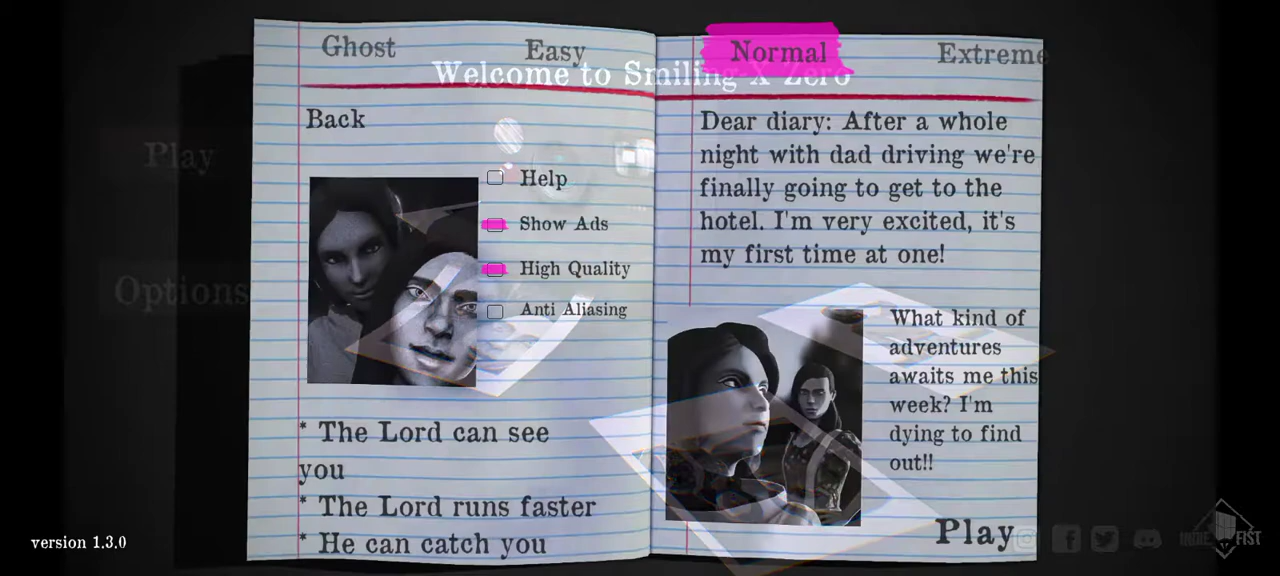 Ghost
Easy
Normal
Extreme
Welcome to Smiling-X Zero
Back
Help
Show Ads
High Quality
Anti Aliasing
* The Lord can see
you
* The Lord runs faster
* He can catch you
Dear diary: After a whole
night with dad driving we're
finally going to get to the
hotel. I'm very excited, it's
my first time at one!
What kind of
adventures
awaits me this
week? I'm
dying to find
out!!
Play
Play
Options
version 1.3.0
INDIE FIST